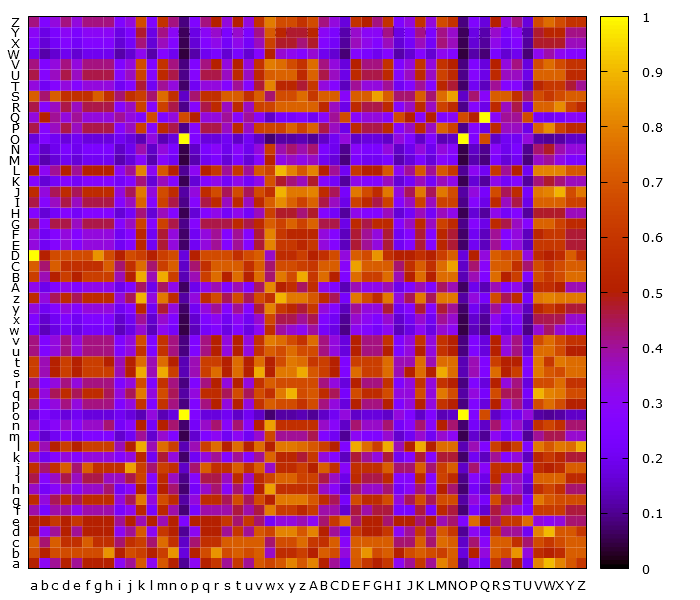 Z
Y
X
W
V
U
T
S
R
Q
P
O
N
M
L
K
J
I
H
G
F
E
D
C
B
A
z
y
x
w
v
u
t
s
r
q
p
o
n
m
l
k
j
i
h
g
f
e
d
c
b
a
a b c d e f g h i j k l m n o p q r s t u v w x y z A B C D E F G H I J K L M N O P Q R S T U V W X Y Z
1
0.9
0.8
0.7
0.6
0.5
0.4
0.3
0.2
0.1
0